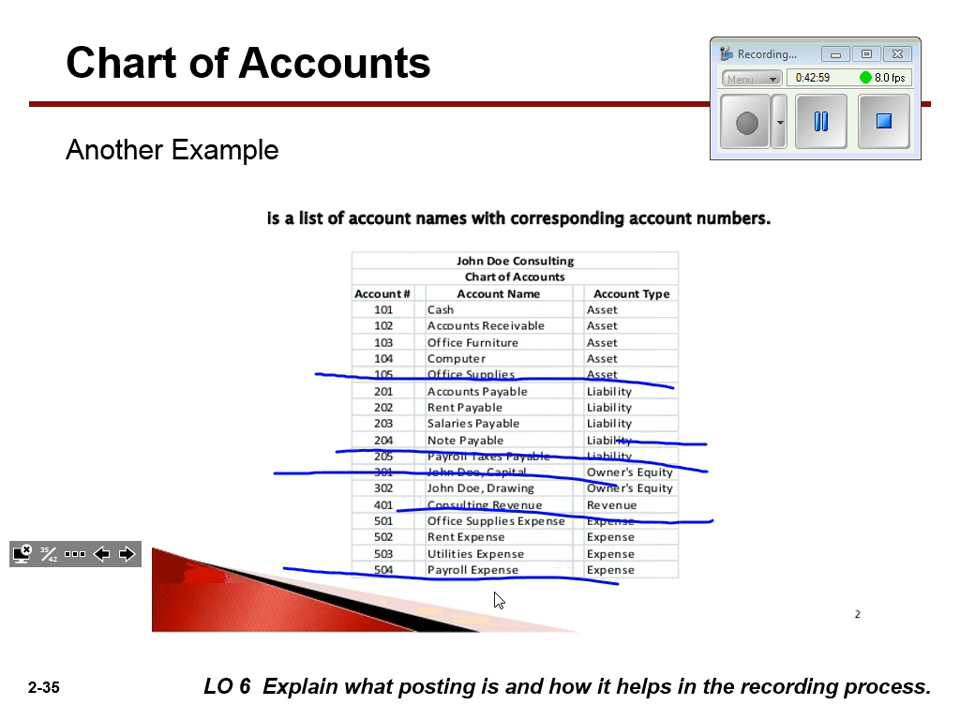 Chart of Accounts
Recording...
Menu
0:42:59
8.0 fps
Another Example
is a list of account names with corresponding account numbers.
John Doe Consulting
Chart of Accounts
Account # Account Name Account Type
101 Cash Asset
102 Accounts Receivable Asset
103 Office Furniture Asset
104 Computer Asset
105 Office Supplies Asset
201 Accounts Payable Liability
202 Rent Payable Liability
203 Salaries Payable Liability
204 Note Payable Liability
205 Payroll Taxes Payable Liability
301 John Doe, Capital Owner's Equity
302 John Doe, Drawing Owner's Equity
401 Consulting Revenue Revenue
501 Office Supplies Expense Expense
502 Rent Expense Expense
503 Utilities Expense Expense
504 Payroll Expense Expense
35/42
2
2-35
LO 6 Explain what posting is and how it helps in the recording process.